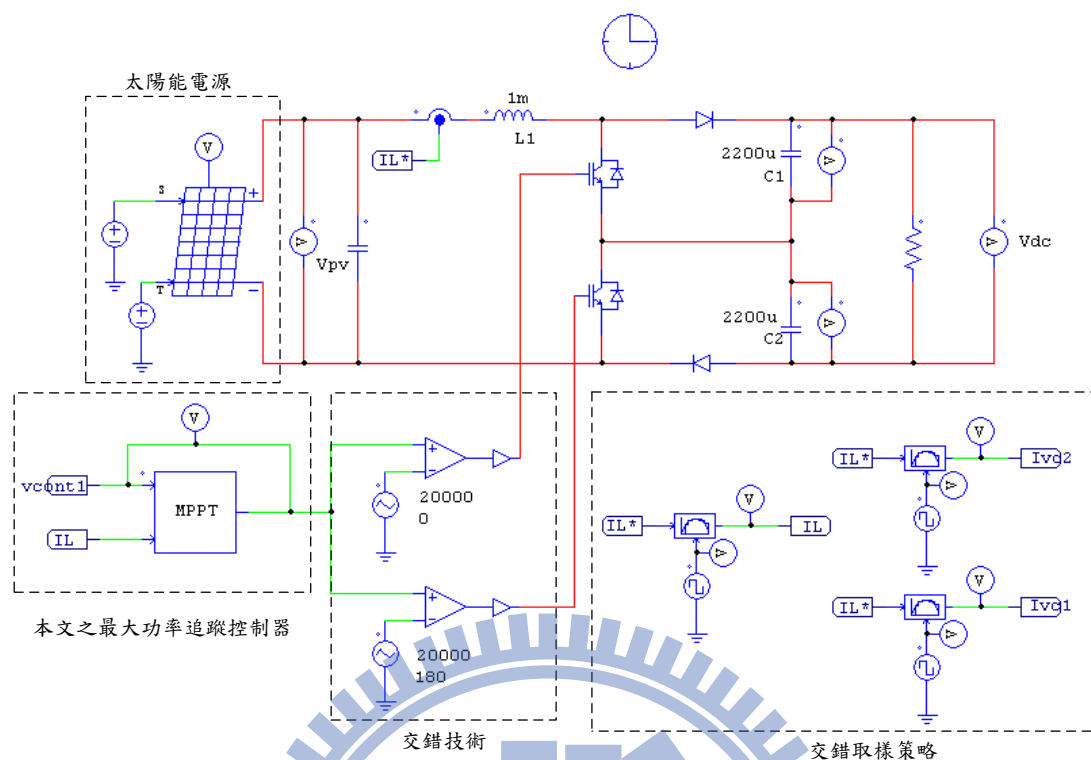 太陽能電源
V
S
+
T
−
V
Vpv
IL*
1m
L1
2200u
C1
V
2200u
C2
V
V
Vdc
V
vcont1
IL
MPPT
本文之最大功率追蹤控制器
+
−
20000
0
+
−
20000
180
交錯技術
IL*
V
IL
V
IL*
V
Ivc2
V
IL*
V
Ivc1
V
交錯取樣策略